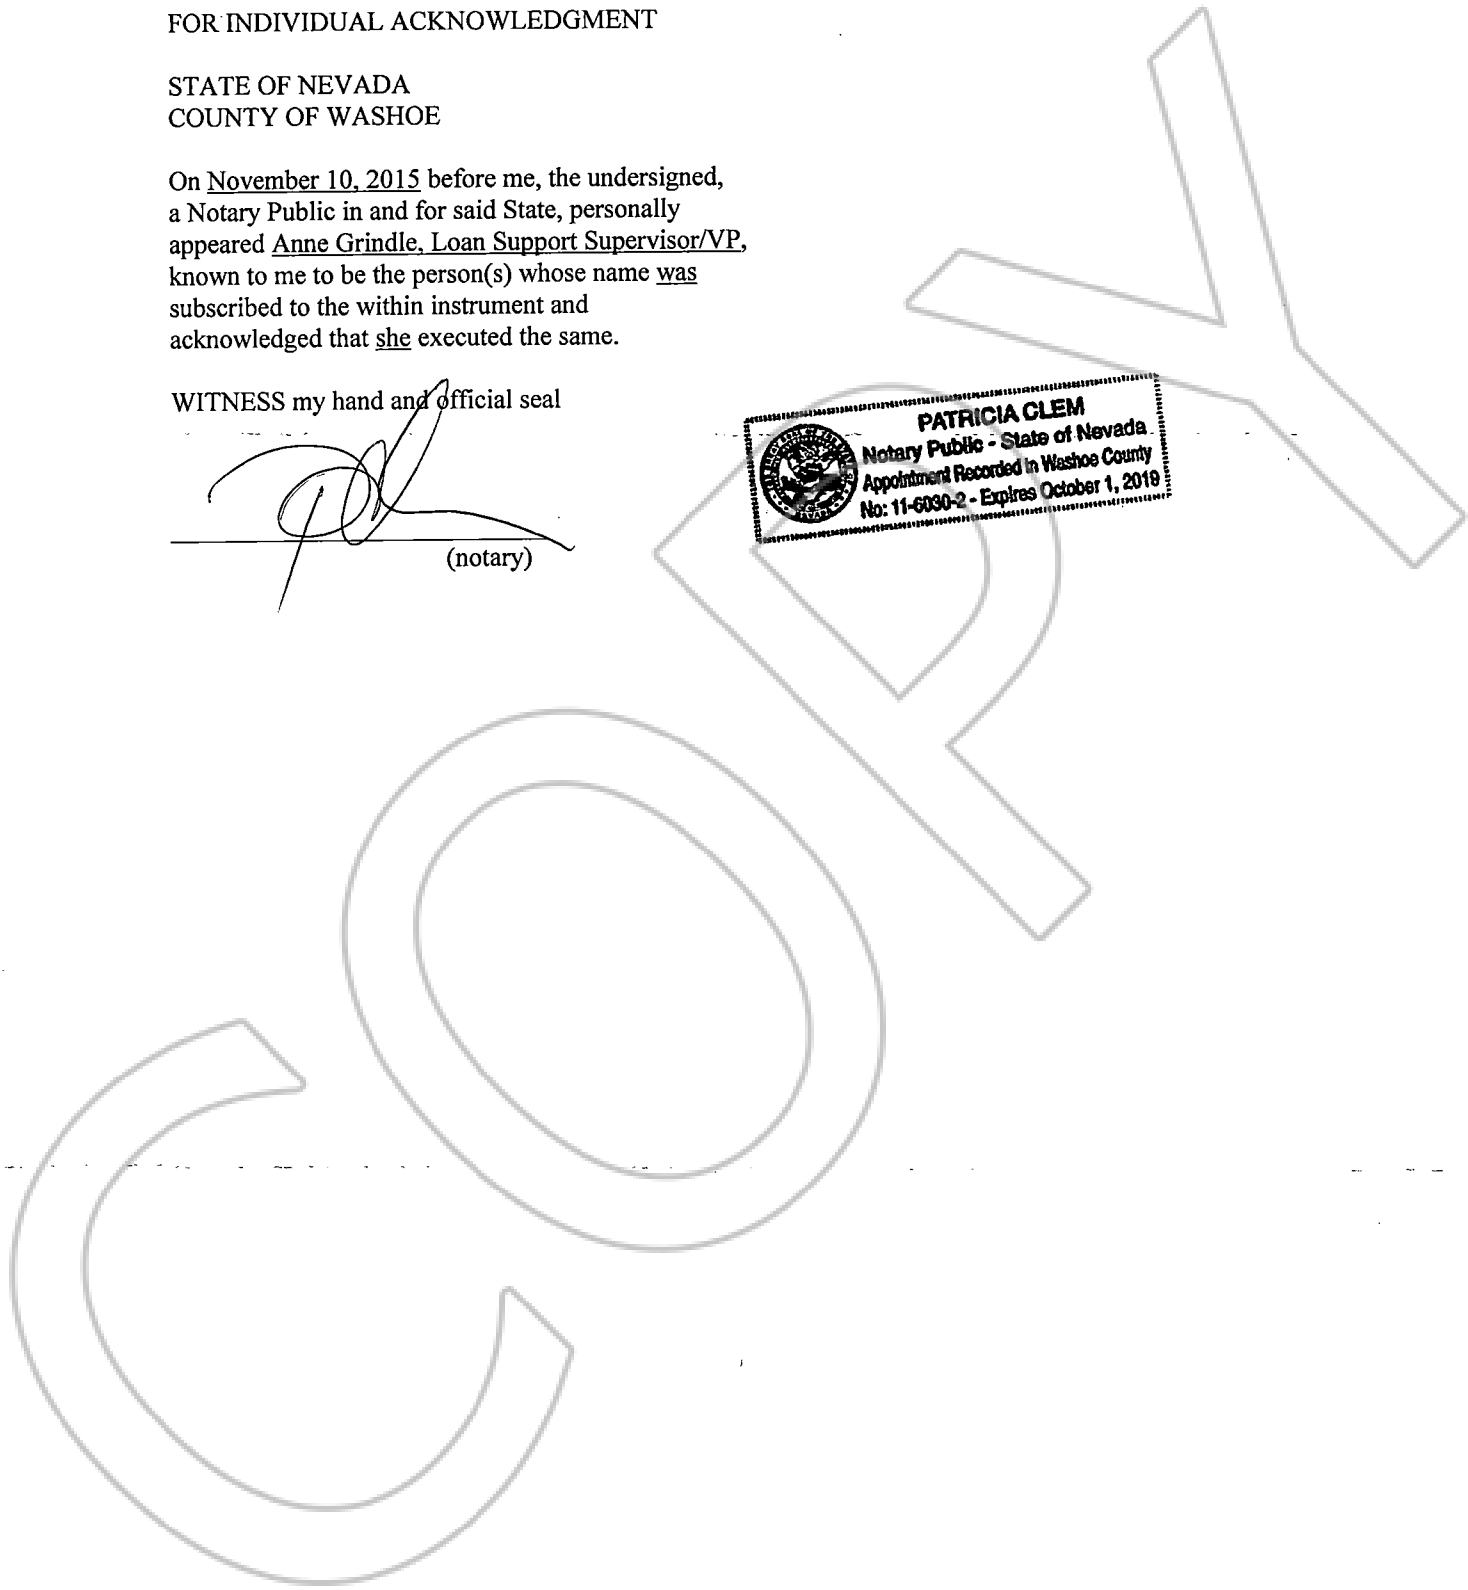 FOR INDIVIDUAL ACKNOWLEDGMENT
STATE OF NEVADA
COUNTY OF WASHOE
On November 10, 2015 before me, the undersigned,
a Notary Public in and for said State, personally
appeared Anne Grindle, Loan Support Supervisor/VP,
known to me to be the person(s) whose name was
subscribed to the within instrument and
acknowledged that she executed the same.
WITNESS my hand and official seal
(notary)
PATRICIA CLEM
Notary Public - State of Nevada
Appointment Recorded in Washoe County
No: 11-6030-2 - Expires October 1, 2019
COPY